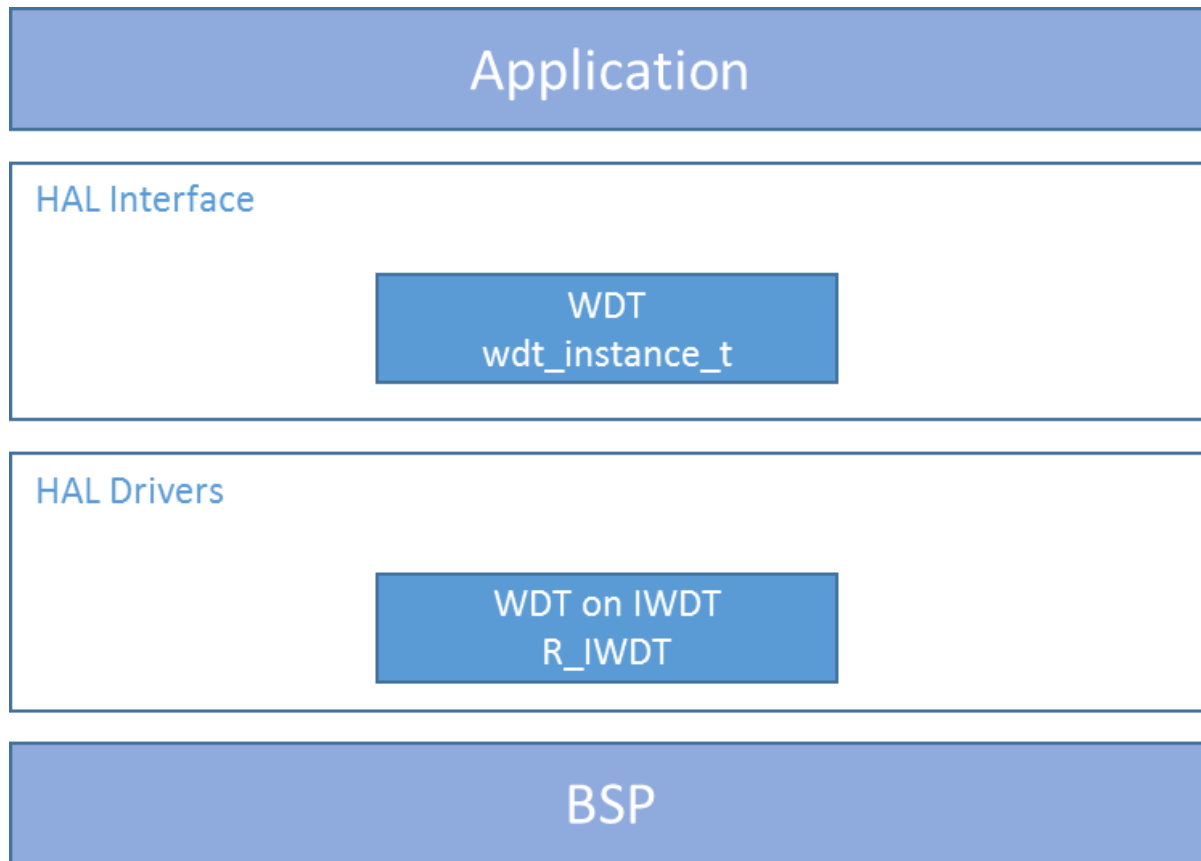 Application
HAL Interface
WDT
wdt_instance_t
HAL Drivers
WDT on IWDT
R_IWDT
BSP